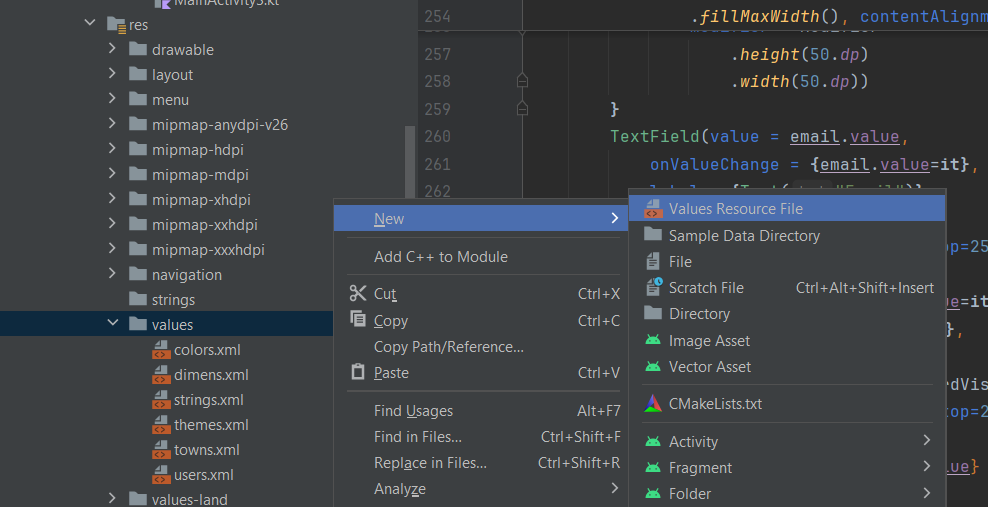 MainActivity3.kt
res
drawable
layout
menu
mipmap-anydpi-v26
mipmap-hdpi
mipmap-mdpi
mipmap-xhdpi
mipmap-xxhdpi
mipmap-xxxhdpi
navigation
strings
values
colors.xml
dimens.xml
strings.xml
themes.xml
towns.xml
users.xml
values-land
New
Add C++ to Module
Cut Ctrl+X
Copy Ctrl+C
Copy Path/Reference...
Paste Ctrl+V
Find Usages Alt+F7
Find in Files... Ctrl+Shift+F
Replace in Files... Ctrl+Shift+R
Analyze
Values Resource File
Sample Data Directory
File
Scratch File Ctrl+Alt+Shift+Insert
Directory
Image Asset
Vector Asset
CMakeLists.txt
Activity
Fragment
Folder
254 .fillMaxWidth(), contentAlignm
257 .height(50.dp)
258 .width(50.dp))
259 }
260 TextField(value = email.value,
261 onValueChange = {email.value=it},
262
top=25
ue=it
},
rdVis
top=2
lue}